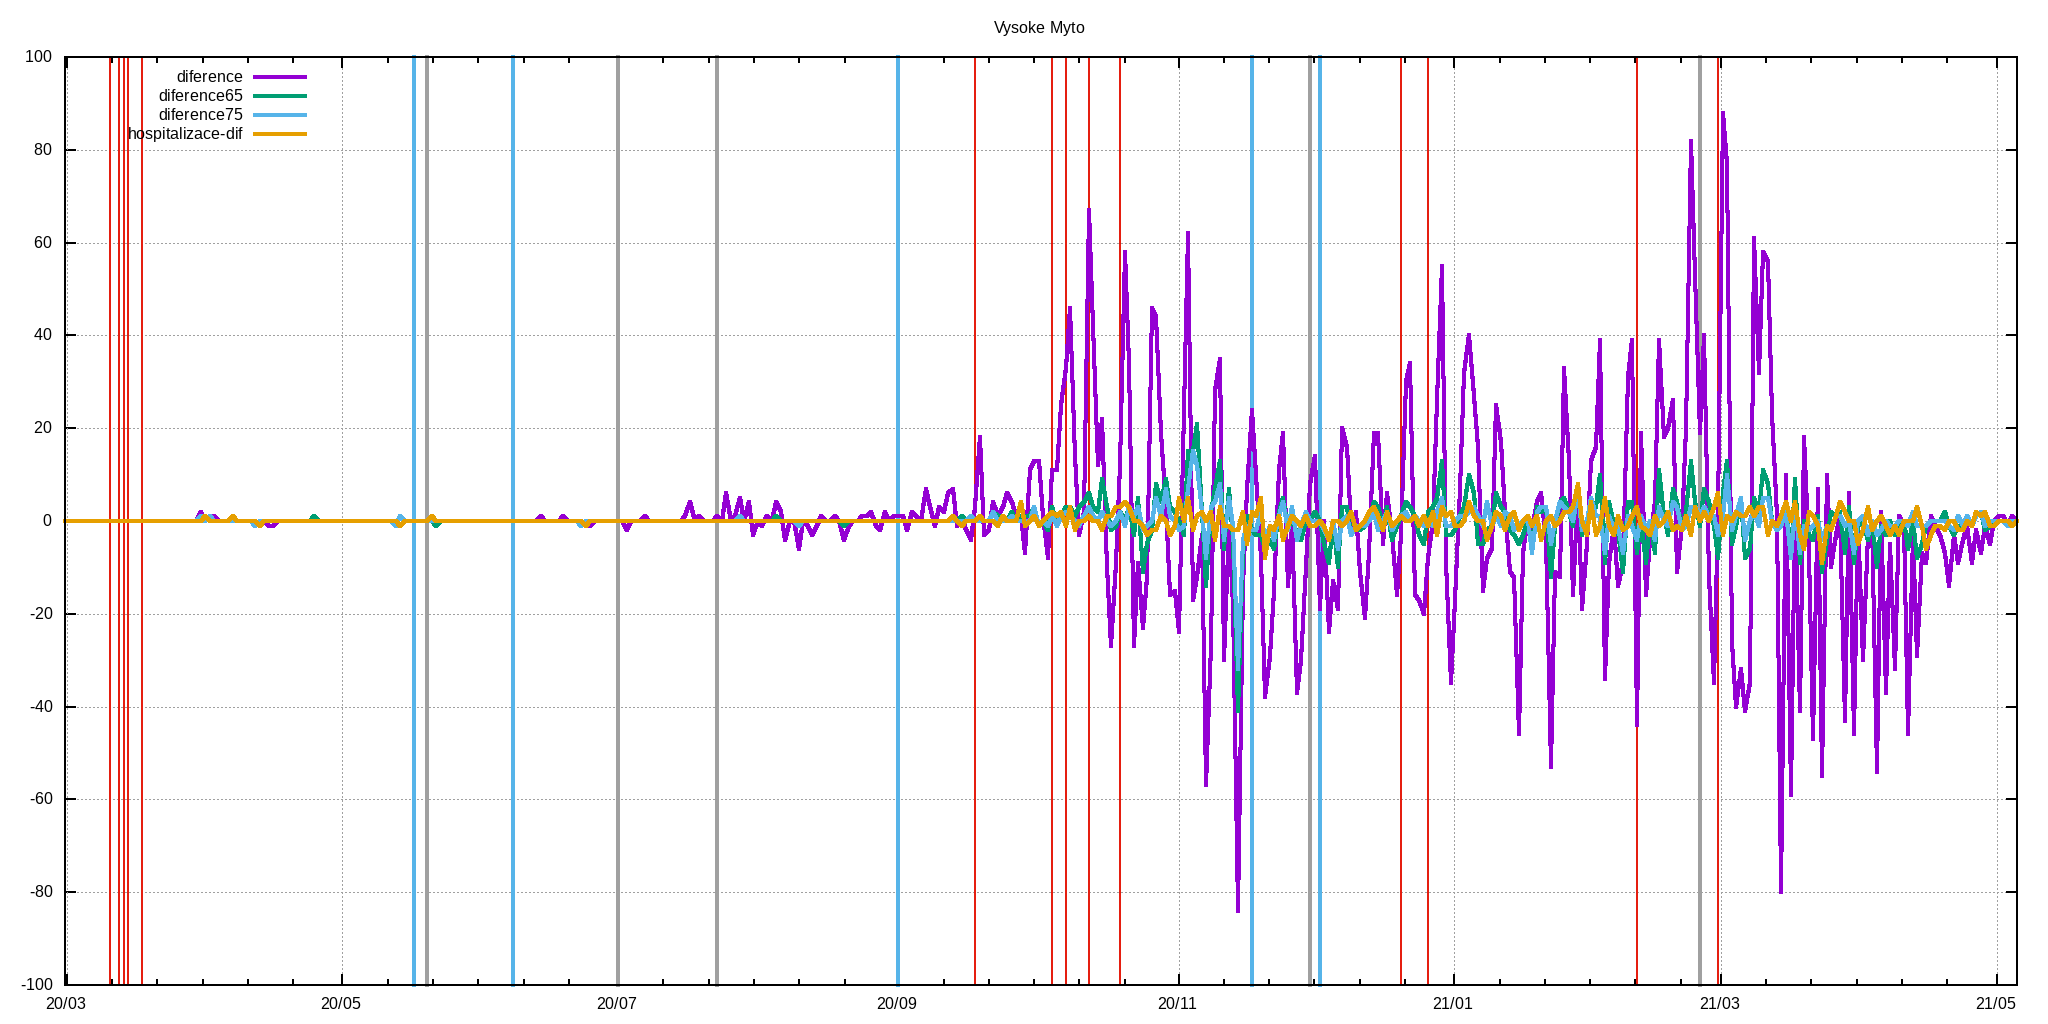 Vysoke Myto
diference
diference65
diference75
hospitalizace-dif
100
80
60
40
20
0
-20
-40
-60
-80
-100
20/03 20/05 20/07 20/09 20/11 21/01 21/03 21/05